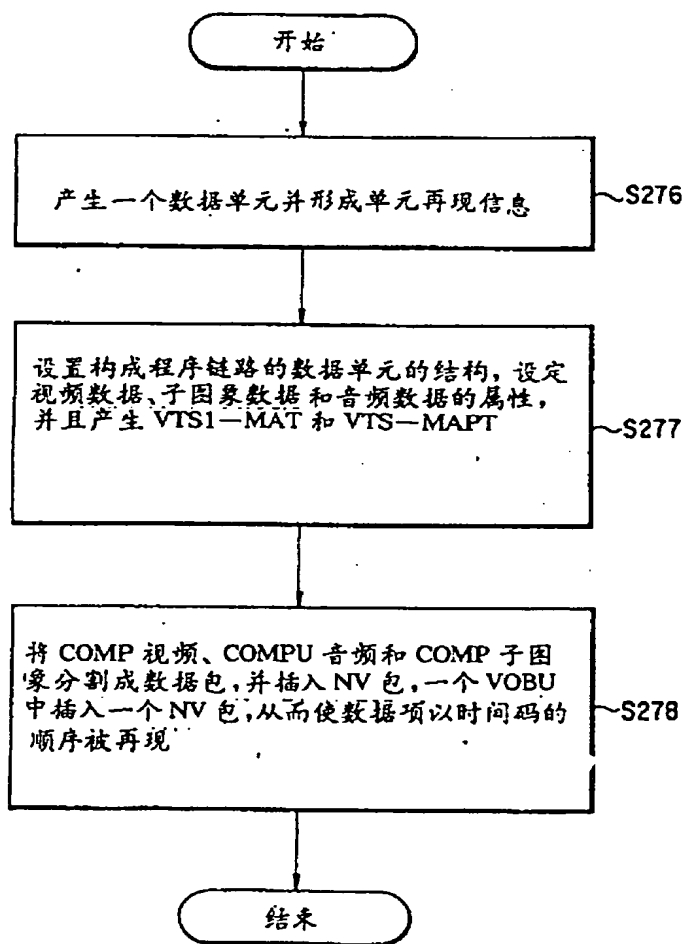 开始
产生一个数据单元并形成单元再现信息
S276
设置构成程序链路的数据单元的结构,设定
视频数据、子图象数据和音频数据的属性,
并且产生 VTS1—MAT 和 VTS—MAPT
S277
将 COMP 视频、COMPU 音频和 COMP 子图
象分割成数据包,并插入 NV 包,一个 VOBU
中插入一个 NV 包,从而使数据项以时间码的
顺序被再现
S278
结束